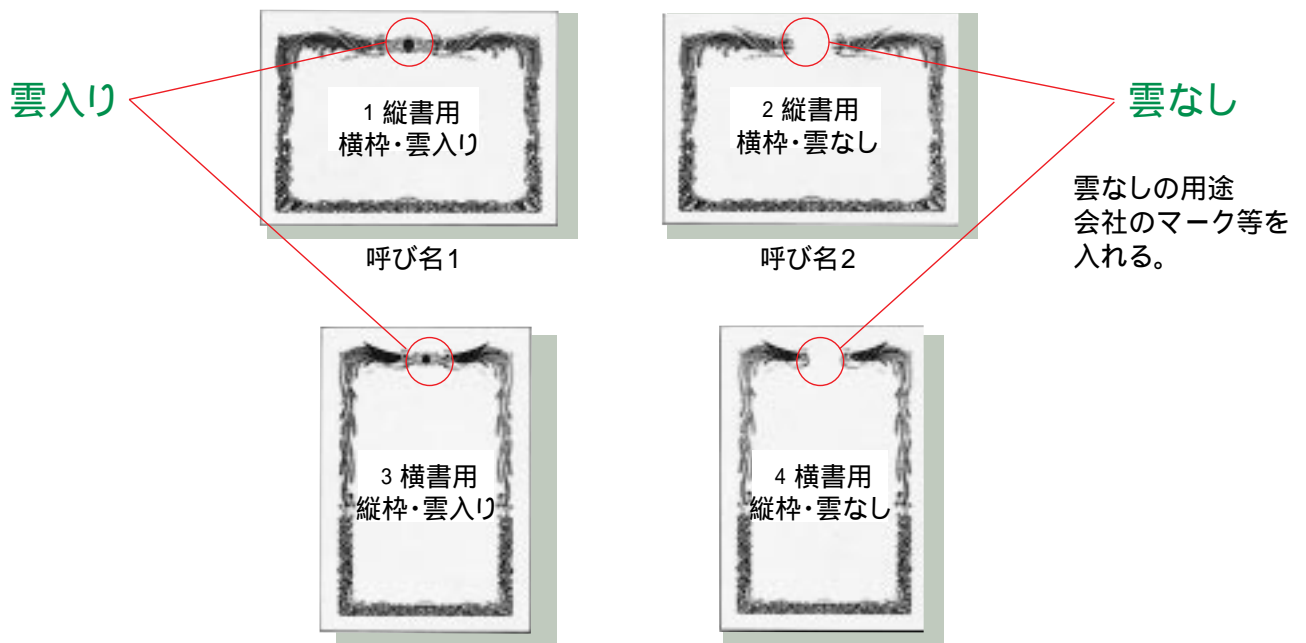 雲入り
1 縦書用
横枠・雲入り
呼び名1
2 縦書用
横枠・雲なし
呼び名2
雲なし
雲なしの用途
会社のマーク等を
入れる。
3 横書用
縦枠・雲入り
4 横書用
縦枠・雲なし